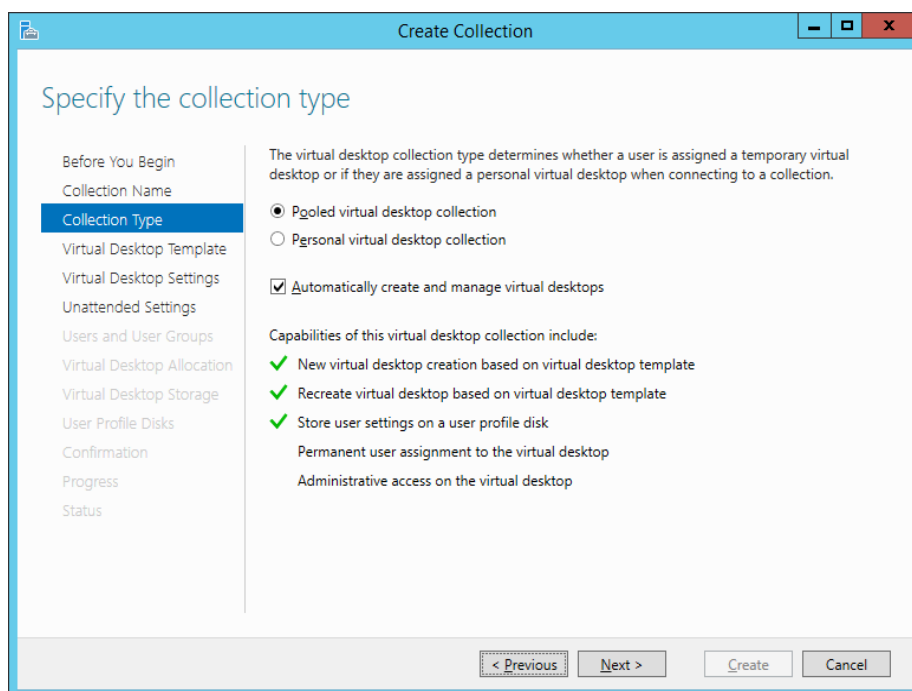 Create Collection
Specify the collection type
Before You Begin
Collection Name
Collection Type
Virtual Desktop Template
Virtual Desktop Settings
Unattended Settings
Users and User Groups
Virtual Desktop Allocation
Virtual Desktop Storage
User Profile Disks
Confirmation
Progress
Status
The virtual desktop collection type determines whether a user is assigned a temporary virtual
desktop or if they are assigned a personal virtual desktop when connecting to a collection.
Pooled virtual desktop collection
Personal virtual desktop collection
Automatically create and manage virtual desktops
Capabilities of this virtual desktop collection include:
New virtual desktop creation based on virtual desktop template
Recreate virtual desktop based on virtual desktop template
Store user settings on a user profile disk
Permanent user assignment to the virtual desktop
Administrative access on the virtual desktop
< Previous
Next >
Create
Cancel